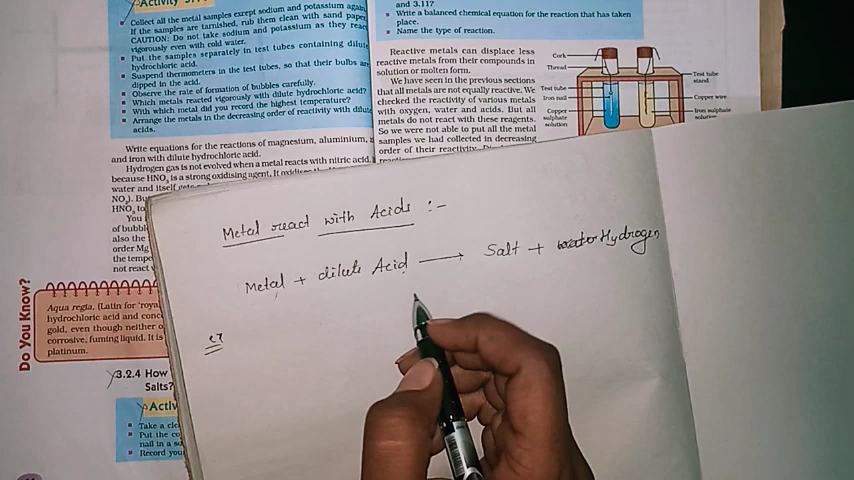 Activity
Collect all the metal samples except sodium and potassium again.
If the samples are tarnished, rub them clean with sand paper.
CAUTION: Do not take sodium and potassium as they react
vigorously even with cold water.
Put the samples separately in test tubes containing dilute
hydrochloric acid.
Suspend thermometers in the test tubes, so that their bulbs are
dipped in the acid.
Observe the rate of formation of bubbles carefully.
Which metals reacted vigorously with dilute hydrochloric acid?
With which metal did you record the highest temperature?
Arrange the metals in the decreasing order of reactivity with dilute
acids.
Write equations for the reactions of magnesium, aluminium,
and iron with dilute hydrochloric acid.
Hydrogen gas is not evolved when a metal reacts with nitric acid.
because HNO3 is a strong oxidising agent. It
water and itself
NO2). But
HNO3 to
You
of bubbl
also the
order Mg
the tempe
not react
Do You Know?
Aqua regia, (Latin for 'royal
hydrochloric acid and conc
gold, even though neither o
corrosive, fuming liquid. It is
platinum.
3.2.4 How
Salts?
Activ
Take a cle
Put the co
nail in a so
Record you
and 3.11?
Write a balanced chemical equation for the reaction that has taken
place.
Name the type of reaction.
Reactive metals can displace less
reactive metals from their compounds in
solution or molten form.
We have seen in the previous sections
that all metals are not equally reactive. We
checked the reactivity of various metals
with oxygen, water and acids. But all
metals do not react with these reagents.
So we were not able to put all the metal
samples we had collected in decreasing
order of their reactivity.
Cork
Thread
Test tube
Iron nail
Copper
sulphate
solution
Test tube
stand
Copper wire
Iron sulphate
Metal react with Acids :-
Metal + dilute Acid → Salt + water Hydrogen